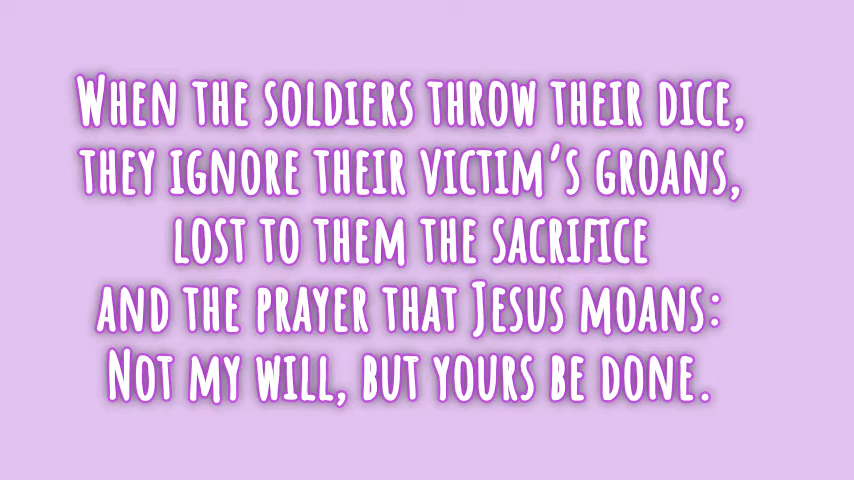 When the soldiers throw their dice,
they ignore their victim’s groans,
lost to them the sacrifice
and the prayer that Jesus moans:
Not my will, but yours be done.